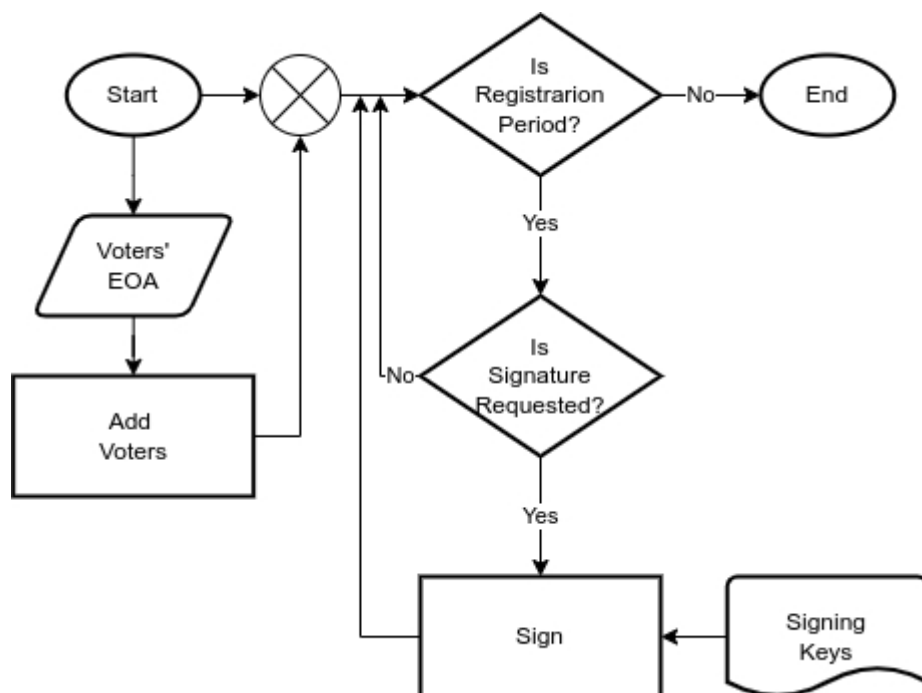 Start
Is
Registrarion
Period?
No
End
Voters'
EOA
Yes
Add
Voters
Is
Signature
Requested?
No
Yes
Sign
Signing
Keys